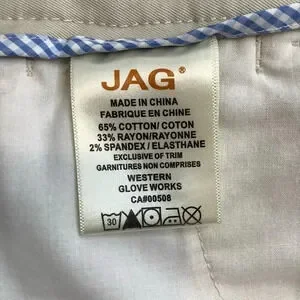 JAG®
MADE IN CHINA
FABRIQUE EN CHINE
65% COTTON/ COTON
33% RAYON/RAYONNE
2% SPANDEX / ELASTHANE
EXCLUSIVE OF TRIM
GARNITURES NON COMPRISES
WESTERN
GLOVE WORKS
CA#00508
30